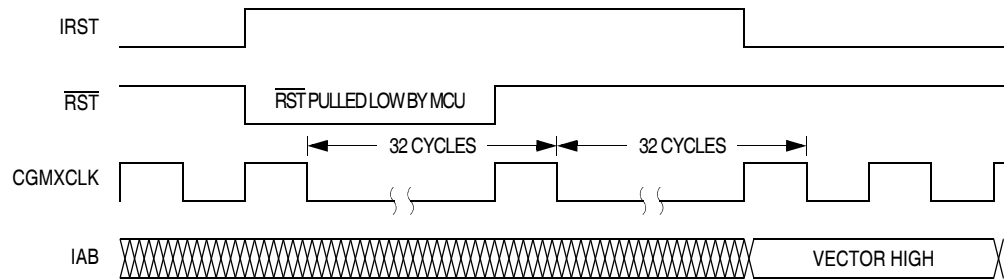 IRST
RST
RST PULLED LOW BY MCU
32 CYCLES 32 CYCLES
CGMXCLK
IAB
VECTOR HIGH